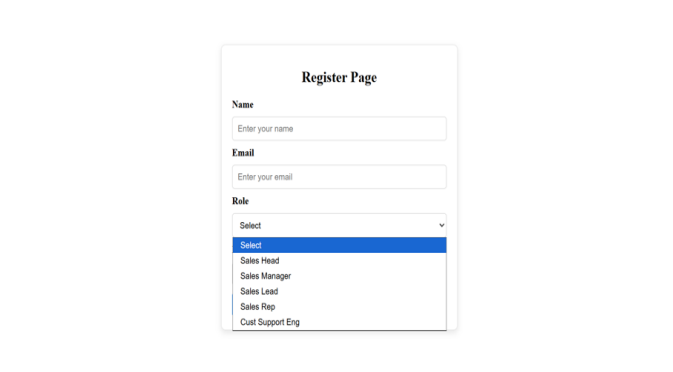 Register Page
Name
Enter your name
Email
Enter your email
Role
Select
Select
Sales Head
Sales Manager
Sales Lead
Sales Rep
Cust Support Eng